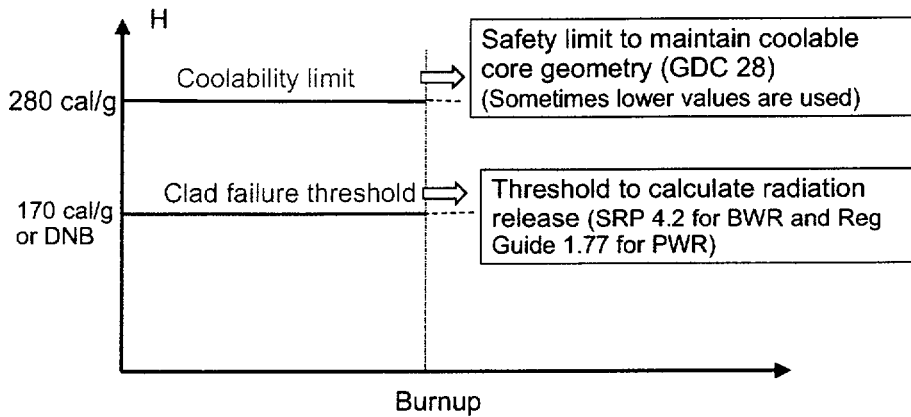 H
Coolability limit
280 cal/g
Safety limit to maintain coolable
core geometry (GDC 28)
(Sometimes lower values are used)
Clad failure threshold
170 cal/g
or DNB
Threshold to calculate radiation
release (SRP 4.2 for BWR and Reg
Guide 1.77 for PWR)
Burnup